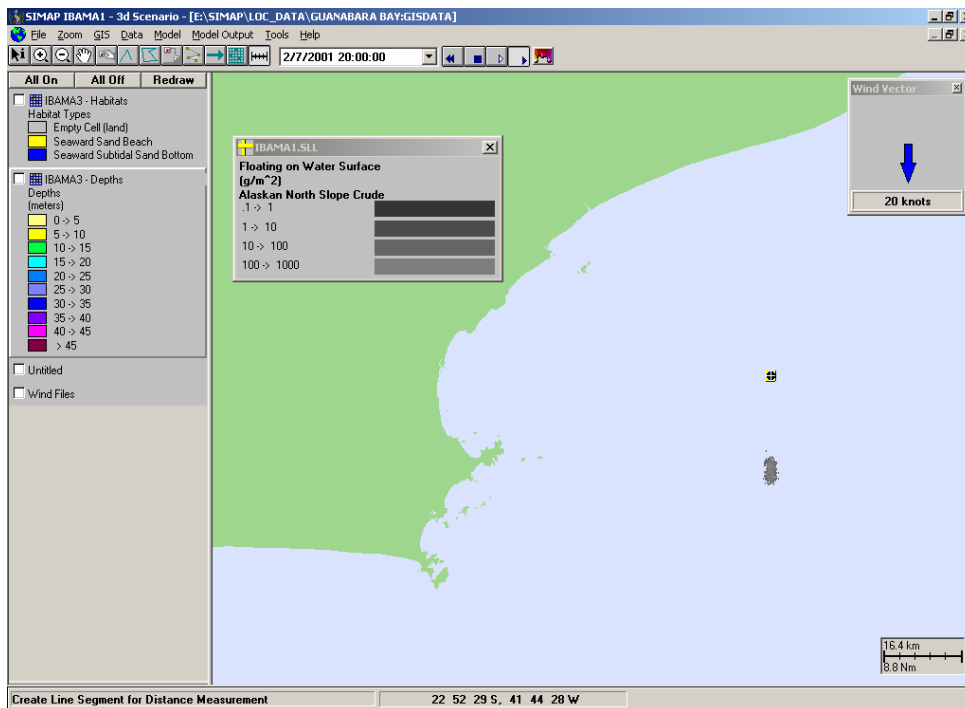 SIMAP IBAMA1 - 3d Scenario - [E:\SIMAP\LOC_DATA\GUANABARA BAY:GISDATA]
File Zoom GIS Data Model Model Output Tools Help
2/7/2001 20:00:00
All On All Off Redraw
IBAMA3 - Habitats
Habitat Types
Empty Cell (land)
Seaward Sand Beach
Seaward Subtidal Sand Bottom
IBAMA3 - Depths
Depths
(meters)
0 -> 5
5 -> 10
10 -> 15
15 -> 20
20 -> 25
25 -> 30
30 -> 35
35 -> 40
40 -> 45
> 45
Untitled
Wind Files
IBAMA1.SLL
Floating on Water Surface
(g/m^2)
Alaskan North Slope Crude
.1 -> 1
1 -> 10
10 -> 100
100 -> 1000
Wind Vector
20 knots
16.4 km
8.8 Nm
Create Line Segment for Distance Measurement
22 52 29 S, 41 44 28 W